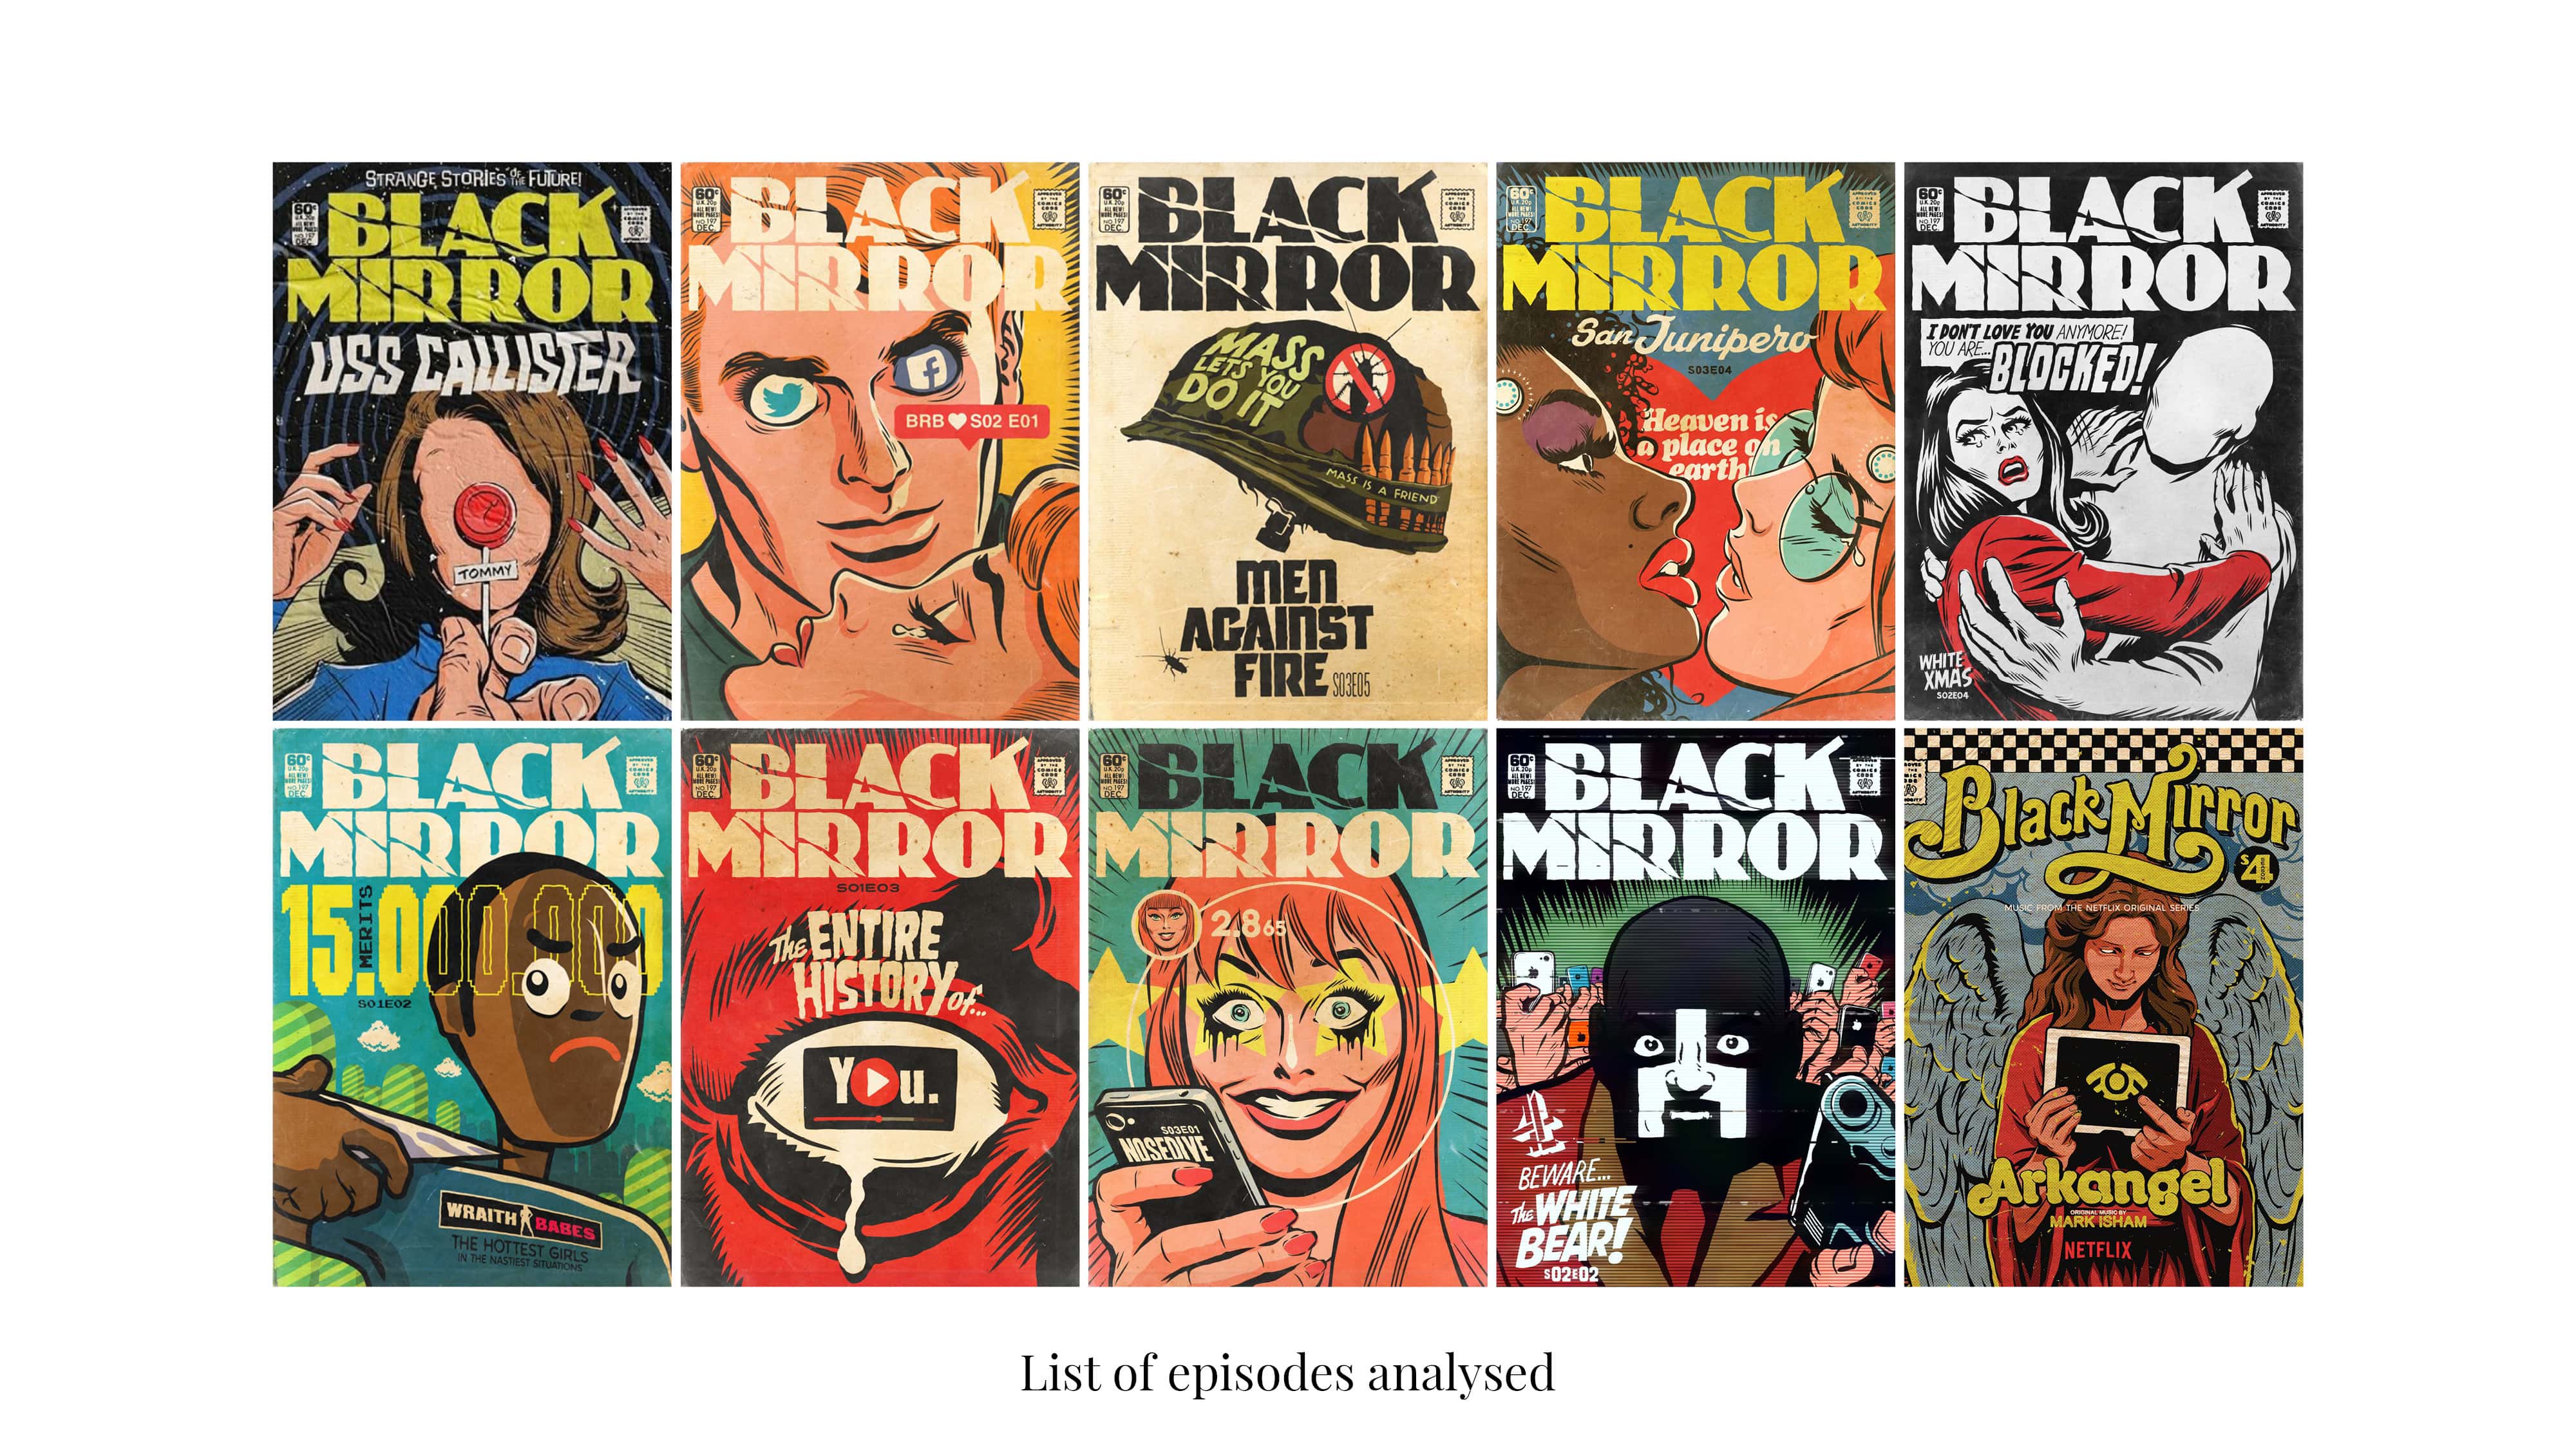 STRANGE STORIES OF THE FUTURE!
60¢
U.K. 20p
ALL NEW!
MORE PAGES!
NO.197
DEC.
BLACK
MIRROR
APPROVED
BY THE
COMICS
CODE
AUTHORITY
USS CALLISTER
TOMMY
60¢
U.K. 20p
ALL NEW!
MORE PAGES!
NO.197
DEC.
BLACK
MIRROR
APPROVED
BY THE
COMICS
CODE
AUTHORITY
BRB S02 E01
60¢
U.K. 20p
ALL NEW!
MORE PAGES!
NO.197
DEC.
BLACK
MIRROR
APPROVED
BY THE
COMICS
CODE
AUTHORITY
MASS
LETS YOU
DO IT
MASS IS A FRIEND
MEN
AGAINST
FIRE S03E05
60¢
U.K. 20p
ALL NEW!
MORE PAGES!
NO.197
DEC.
BLACK
MIRROR
APPROVED
BY THE
COMICS
CODE
AUTHORITY
San Junipero
S03E04
Heaven is
a place on
earth
60¢
U.K. 20p
ALL NEW!
MORE PAGES!
NO.197
DEC.
BLACK
MIRROR
APPROVED
BY THE
COMICS
CODE
AUTHORITY
I DON'T LOVE YOU ANYMORE!
YOU ARE...
BLOCKED!
WHITE
XMAS
S02E04
60¢
U.K. 20p
ALL NEW!
MORE PAGES!
NO.197
DEC.
BLACK
MIRROR
APPROVED
BY THE
COMICS
CODE
AUTHORITY
15.000.000
MERITS
S01E02
WRAITH BABES
THE HOTTEST GIRLS
IN THE NASTIEST SITUATIONS
60¢
U.K. 20p
ALL NEW!
MORE PAGES!
NO.197
DEC.
BLACK
MIRROR
APPROVED
BY THE
COMICS
CODE
AUTHORITY
S01E03
The ENTIRE
HISTORY of...
You.
60¢
U.K. 20p
ALL NEW!
MORE PAGES!
NO.197
DEC.
BLACK
MIRROR
APPROVED
BY THE
COMICS
CODE
AUTHORITY
2.865
S03E01
NOSEDIVE
60¢
U.K. 20p
ALL NEW!
MORE PAGES!
NO.197
DEC.
BLACK
MIRROR
APPROVED
BY THE
COMICS
CODE
AUTHORITY
4
BEWARE...
The WHITE
BEAR!
S02E02
Black Mirror
$4
MUSIC FROM THE NETFLIX ORIGINAL SERIES
Arkangel
ORIGINAL MUSIC BY
MARK ISHAM
NETFLIX
List of episodes analysed